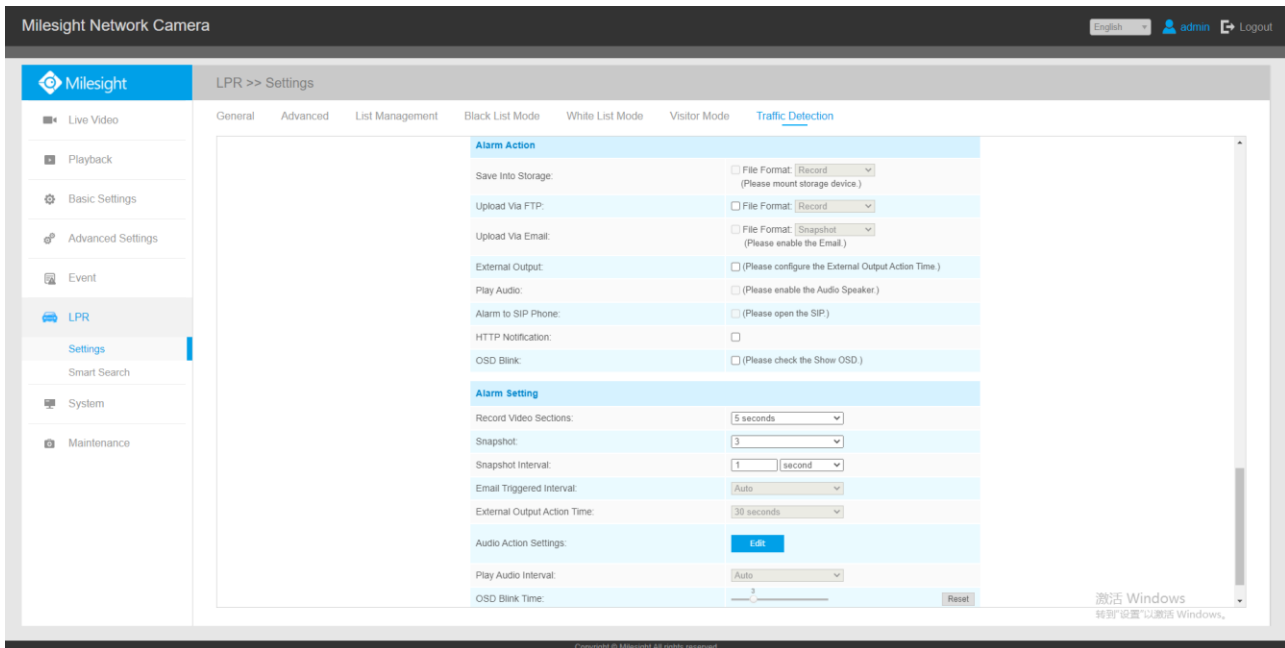 Milesight Network Camera
English admin Logout
Milesight
LPR >> Settings
Live Video
Playback
Basic Settings
Advanced Settings
Event
LPR
Settings
Smart Search
System
Maintenance
General Advanced List Management Black List Mode White List Mode Visitor Mode Traffic Detection
Alarm Action
Save Into Storage: File Format: Record
(Please mount storage device.)
Upload Via FTP: File Format: Record
Upload Via Email: File Format: Snapshot
(Please enable the Email.)
External Output: (Please configure the External Output Action Time.)
Play Audio: (Please enable the Audio Speaker.)
Alarm to SIP Phone: (Please open the SIP.)
HTTP Notification:
OSD Blink: (Please check the Show OSD.)
Alarm Setting
Record Video Sections: 5 seconds
Snapshot: 3
Snapshot Interval: 1 second
Email Triggered Interval: Auto
External Output Action Time: 30 seconds
Audio Action Settings: Edit
Play Audio Interval: Auto
OSD Blink Time: 3 Reset
激活 Windows
转到"设置"以激活 Windows。
Copyright © Milesight All rights reserved